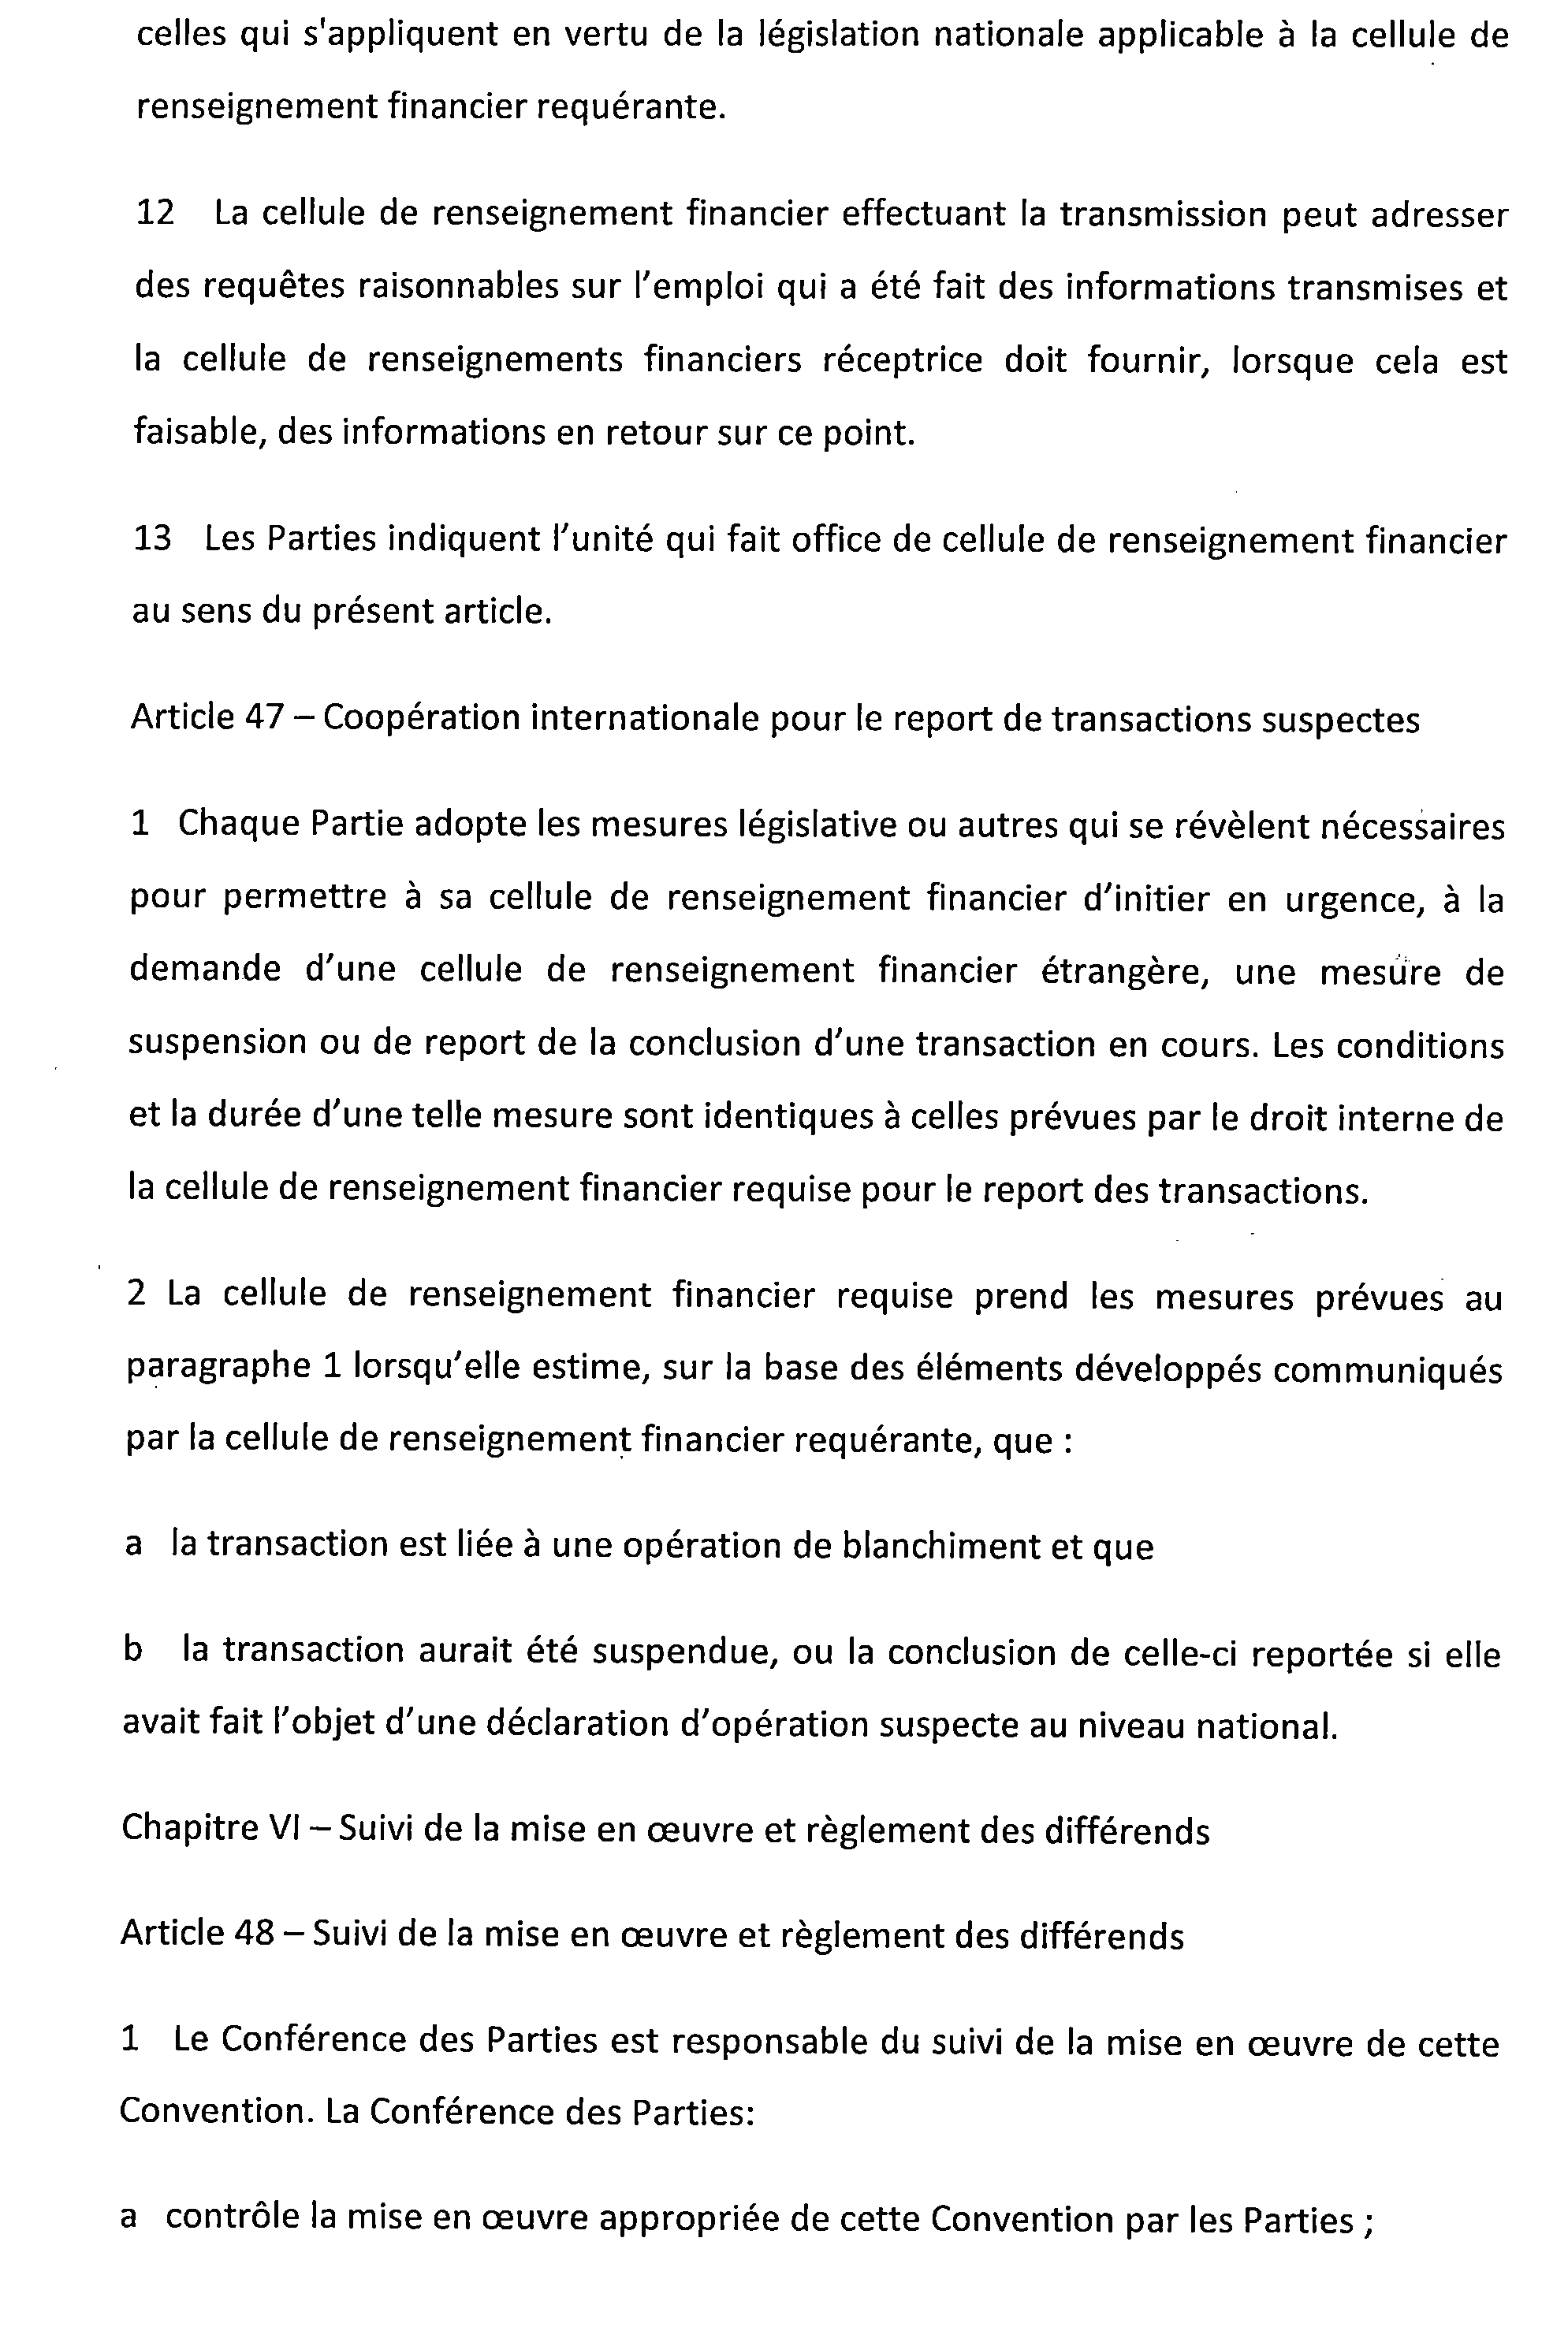 celles qui s'appliquent en vertu de la législation nationale applicable à la cellule de
renseignement financier requérante.
12 La cellule de renseignement financier effectuant la transmission peut adresser
des requêtes raisonnables sur l'emploi qui a été fait des informations transmises et
la cellule de renseignements financiers réceptrice doit fournir, lorsque cela est
faisable, des informations en retour sur ce point.
13 Les Parties indiquent l'unité qui fait office de cellule de renseignement financier
au sens du présent article.
Article 47 – Coopération internationale pour le report de transactions suspectes
1 Chaque Partie adopte les mesures législative ou autres qui se révèlent nécessaires
pour permettre à sa cellule de renseignement financier d'initier en urgence, à la
demande d'une cellule de renseignement financier étrangère, une mesure de
suspension ou de report de la conclusion d'une transaction en cours. Les conditions
et la durée d'une telle mesure sont identiques à celles prévues par le droit interne de
la cellule de renseignement financier requise pour le report des transactions.
2 La cellule de renseignement financier requise prend les mesures prévues au
paragraphe 1 lorsqu'elle estime, sur la base des éléments développés communiqués
par la cellule de renseignement financier requérante, que :
a la transaction est liée à une opération de blanchiment et que
b la transaction aurait été suspendue, ou la conclusion de celle-ci reportée si elle
avait fait l'objet d'une déclaration d'opération suspecte au niveau national.
Chapitre VI – Suivi de la mise en œuvre et règlement des différends
Article 48 – Suivi de la mise en œuvre et règlement des différends
1 Le Conférence des Parties est responsable du suivi de la mise en œuvre de cette
Convention. La Conférence des Parties:
a contrôle la mise en œuvre appropriée de cette Convention par les Parties ;